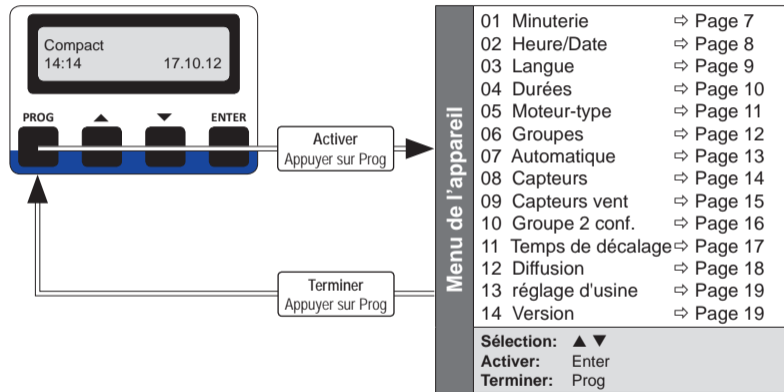 Compact
14:14 17.10.12
PROG ▲ ▼ ENTER
Activer
Appuyer sur Prog
Terminer
Appuyer sur Prog
Menu de l'appareil
01 Minuterie ⇨ Page 7
02 Heure/Date ⇨ Page 8
03 Langue ⇨ Page 9
04 Durées ⇨ Page 10
05 Moteur-type ⇨ Page 11
06 Groupes ⇨ Page 12
07 Automatique ⇨ Page 13
08 Capteurs ⇨ Page 14
09 Capteurs vent ⇨ Page 15
10 Groupe 2 conf. ⇨ Page 16
11 Temps de décalage ⇨ Page 17
12 Diffusion ⇨ Page 18
13 réglage d'usine ⇨ Page 19
14 Version ⇨ Page 19
Sélection: ▲ ▼
Activer: Enter
Terminer: Prog